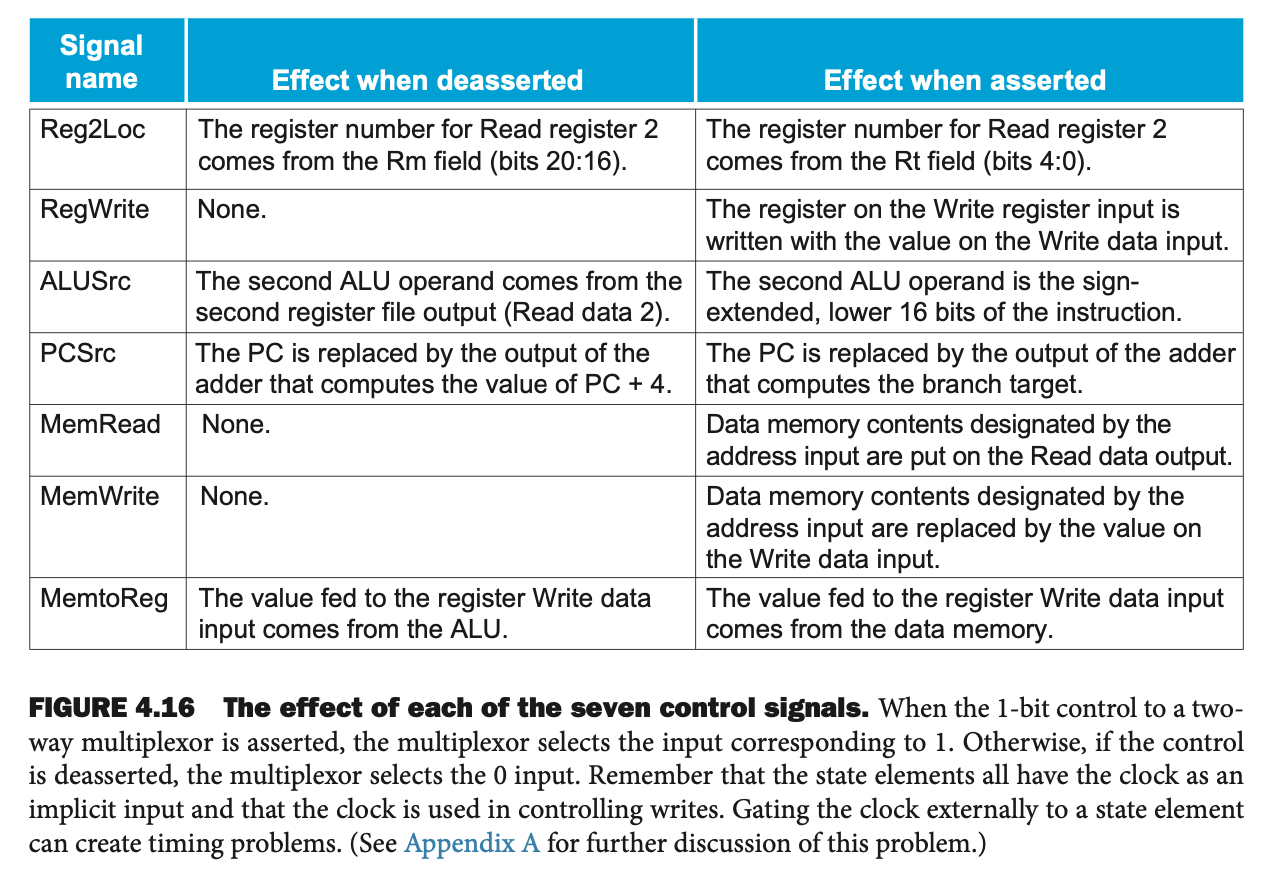 Signal
name
Effect when deasserted
Effect when asserted
Reg2Loc
The register number for Read register 2
comes from the Rm field (bits 20:16).
The register number for Read register 2
comes from the Rt field (bits 4:0).
RegWrite
None.
The register on the Write register input is
written with the value on the Write data input.
ALUSrc
The second ALU operand comes from the
second register file output (Read data 2).
The second ALU operand is the sign-
extended, lower 16 bits of the instruction.
PCSrc
The PC is replaced by the output of the
adder that computes the value of PC + 4.
The PC is replaced by the output of the adder
that computes the branch target.
MemRead
None.
Data memory contents designated by the
address input are put on the Read data output.
MemWrite
None.
Data memory contents designated by the
address input are replaced by the value on
the Write data input.
MemtoReg
The value fed to the register Write data
input comes from the ALU.
The value fed to the register Write data input
comes from the data memory.
FIGURE 4.16 The effect of each of the seven control signals. When the 1-bit control to a two-
way multiplexor is asserted, the multiplexor selects the input corresponding to 1. Otherwise, if the control
is deasserted, the multiplexor selects the 0 input. Remember that the state elements all have the clock as an
implicit input and that the clock is used in controlling writes. Gating the clock externally to a state element
can create timing problems. (See Appendix A for further discussion of this problem.)